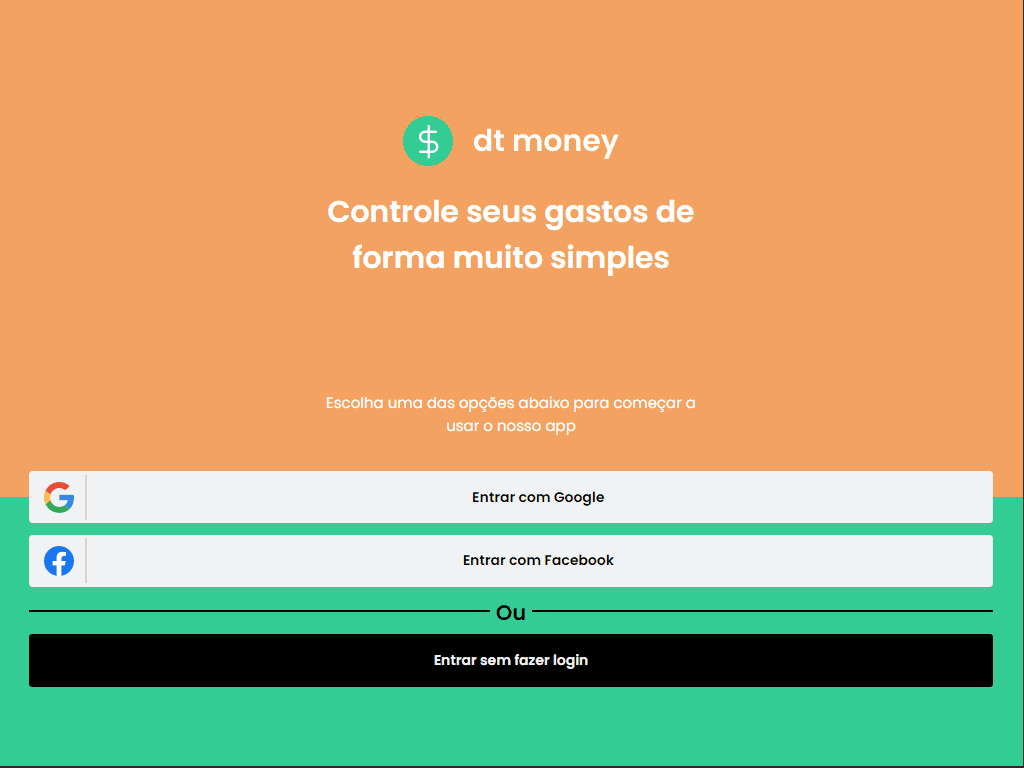 dt money
Controle seus gastos de
forma muito simples
Escolha uma das opções abaixo para começar a
usar o nosso app
Entrar com Google
Entrar com Facebook
Ou
Entrar sem fazer login